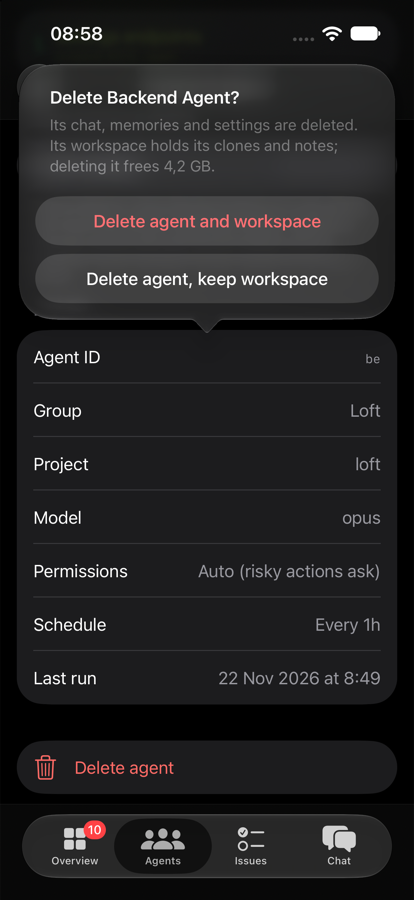 08:58
Delete Backend Agent?
Its chat, memories and settings are deleted.
Its workspace holds its clones and notes;
deleting it frees 4,2 GB.
Delete agent and workspace
Delete agent, keep workspace
Agent ID be
Group Loft
Project loft
Model opus
Permissions Auto (risky actions ask)
Schedule Every 1h
Last run 22 Nov 2026 at 8:49
Delete agent
10
Overview Agents Issues Chat